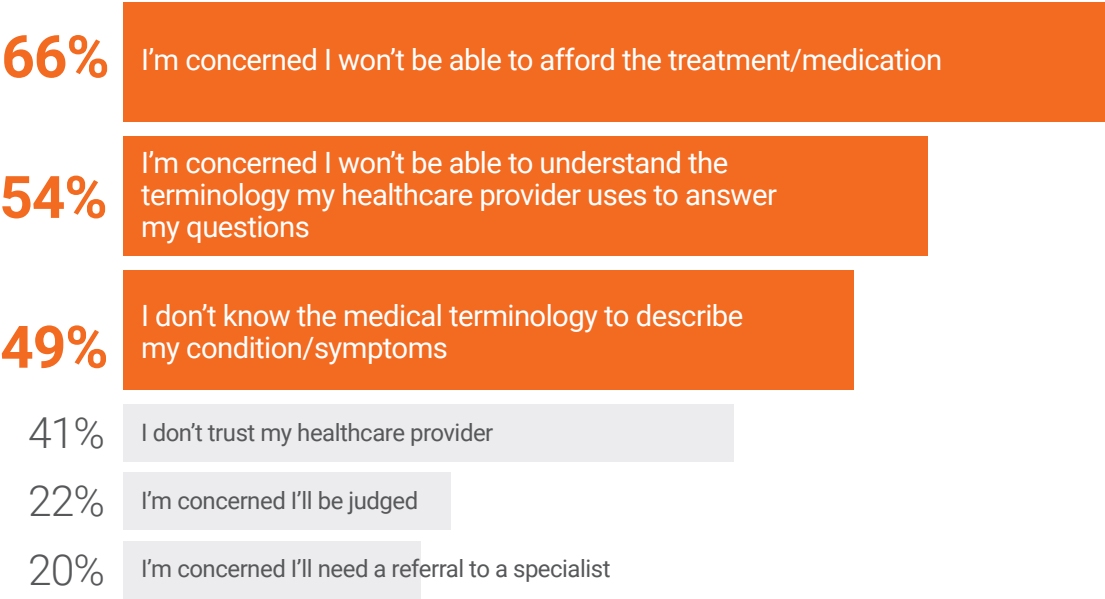 66%
I’m concerned I won’t be able to afford the treatment/medication
54%
I’m concerned I won’t be able to understand the
terminology my healthcare provider uses to answer
my questions
49%
I don’t know the medical terminology to describe
my condition/symptoms
41%
I don’t trust my healthcare provider
22%
I’m concerned I’ll be judged
20%
I’m concerned I’ll need a referral to a specialist